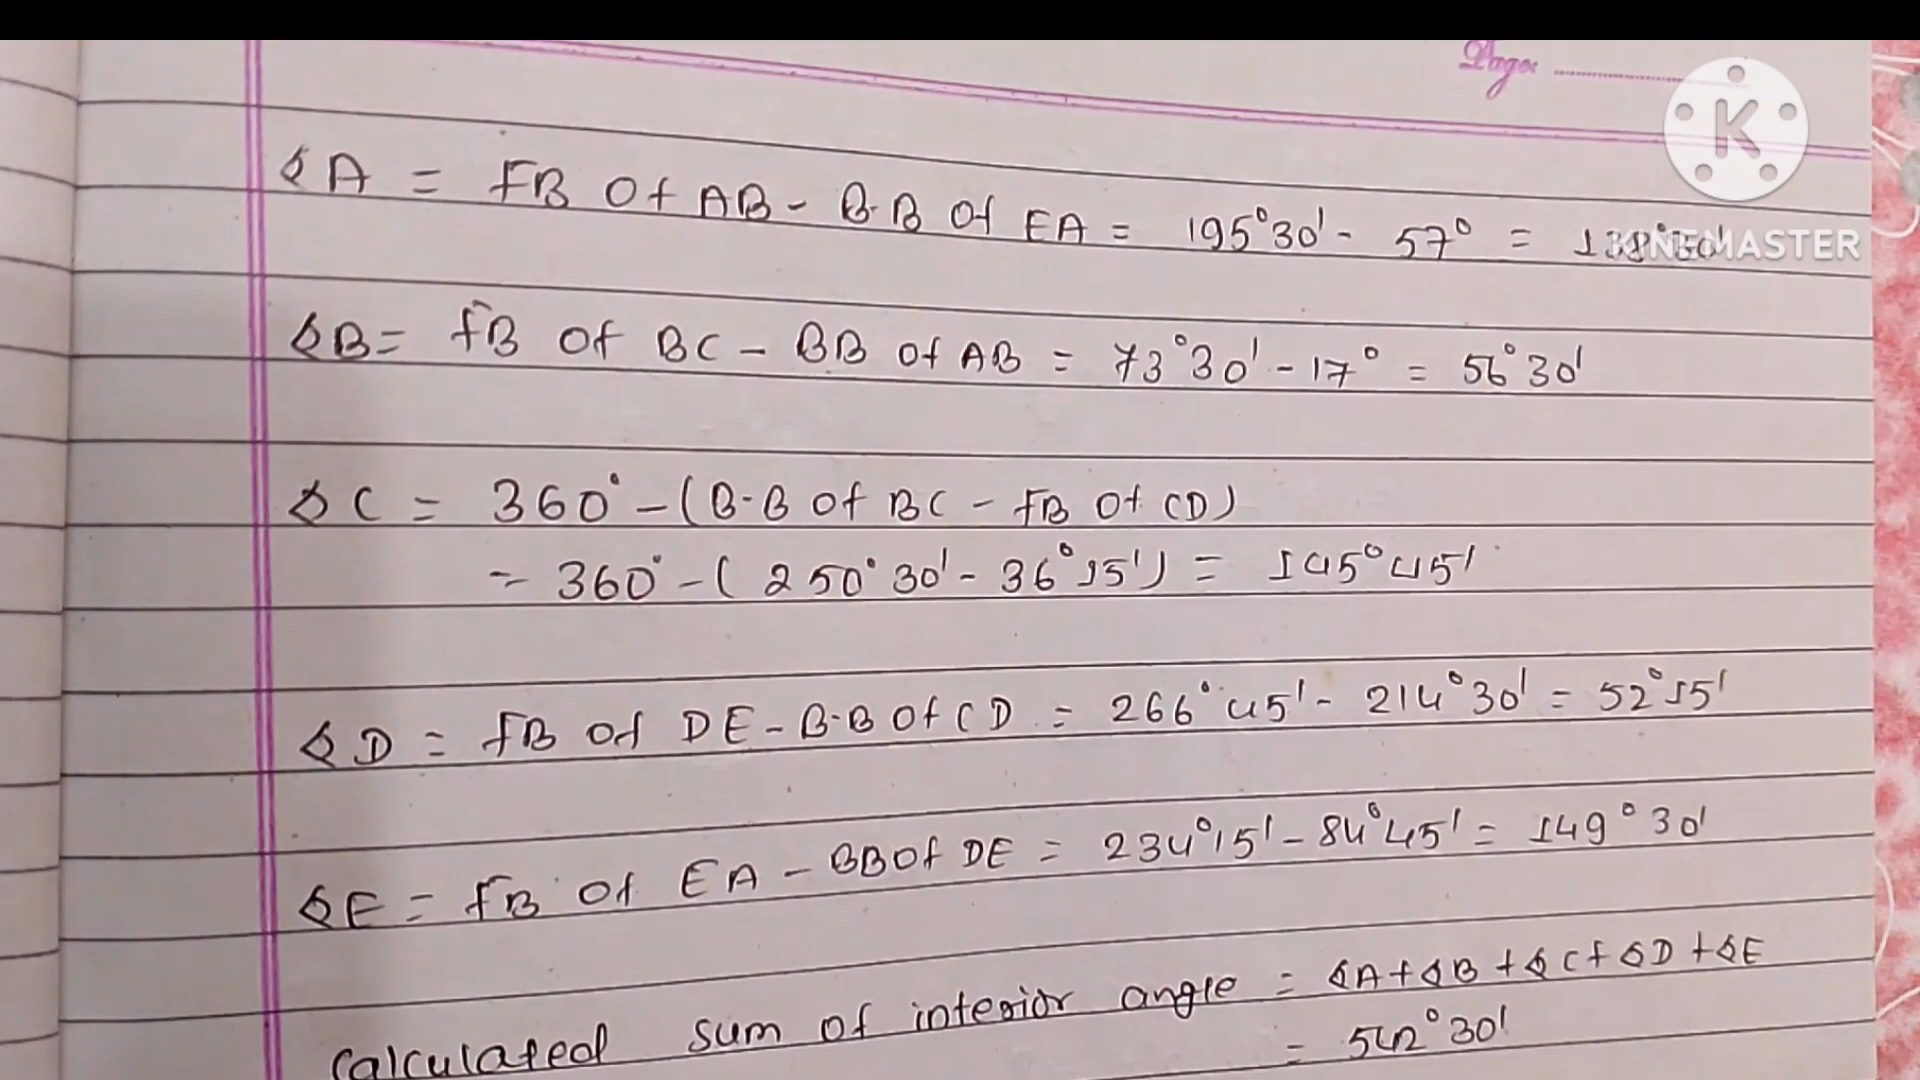 Page
K
KINEMASTER
∠A = FB Of AB - B.B Of EA = 195°30' - 57° = 138°30'
∠B = FB Of BC - BB Of AB = 73°30' - 17° = 56°30'
∠C = 360° - (B.B Of BC - FB Of CD)
= 360° - (250°30' - 36°15') = 145°45'
∠D = FB Of DE - B.B Of CD = 266°45' - 214°30' = 52°15'
∠E = FB Of EA - BB Of DE = 234°15' - 84°45' = 149°30'
Calculated sum of interior angle = ∠A + ∠B + ∠C + ∠D + ∠E
= 542°30'